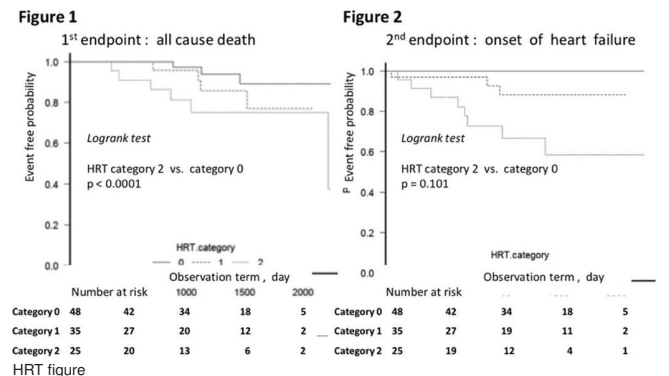 Figure 1
1st endpoint : all cause death
Event free probability
1.0
0.8
0.6
0.4
0.2
0.0
Logrank test
HRT category 2 vs. category 0
p < 0.0001
HRT.category
0 1 2
Observation term , day
Number at risk
1000 1500 2000
Category 0 48 42 34 18 5
Category 1 35 27 20 12 2
Category 2 25 20 13 6 2
Figure 2
2nd endpoint : onset of heart failure
P Event free probability
1.0
0.8
0.6
0.4
0.2
0.0
Logrank test
HRT category 2 vs. category 0
p = 0.101
HRT.category
Observation term , day
Number at risk
Category 0 48 42 34 18 5
Category 1 35 27 19 11 2
Category 2 25 19 12 4 1
HRT figure